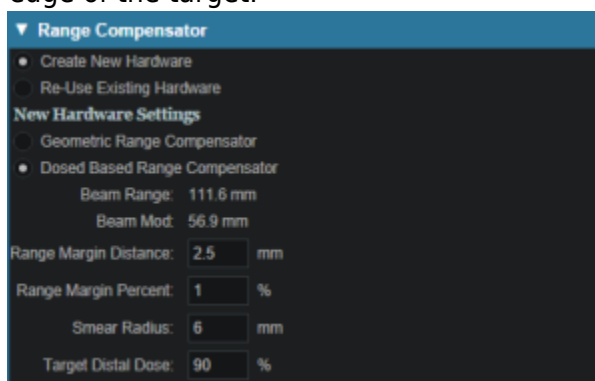 edge of the target.
▼ Range Compensator
Create New Hardware
Re-Use Existing Hardware
New Hardware Settings
Geometric Range Compensator
Dosed Based Range Compensator
Beam Range: 111.6 mm
Beam Mod: 56.9 mm
Range Margin Distance: 2.5 mm
Range Margin Percent: 1 %
Smear Radius: 6 mm
Target Distal Dose: 90 %